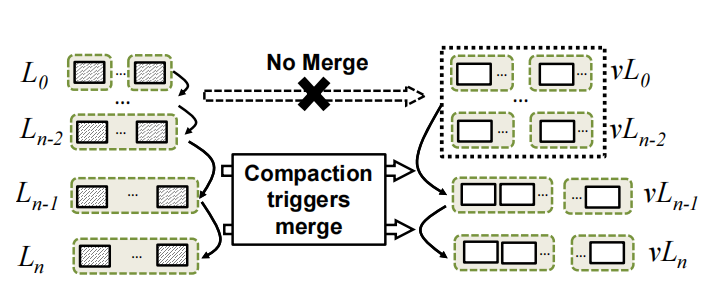 No Merge
L0
...
...
...
vL0
...
...
Ln-2
...
...
...
vLn-2
Compaction
triggers
merge
Ln-1
...
...
...
vLn-1
Ln
...
...
...
vLn